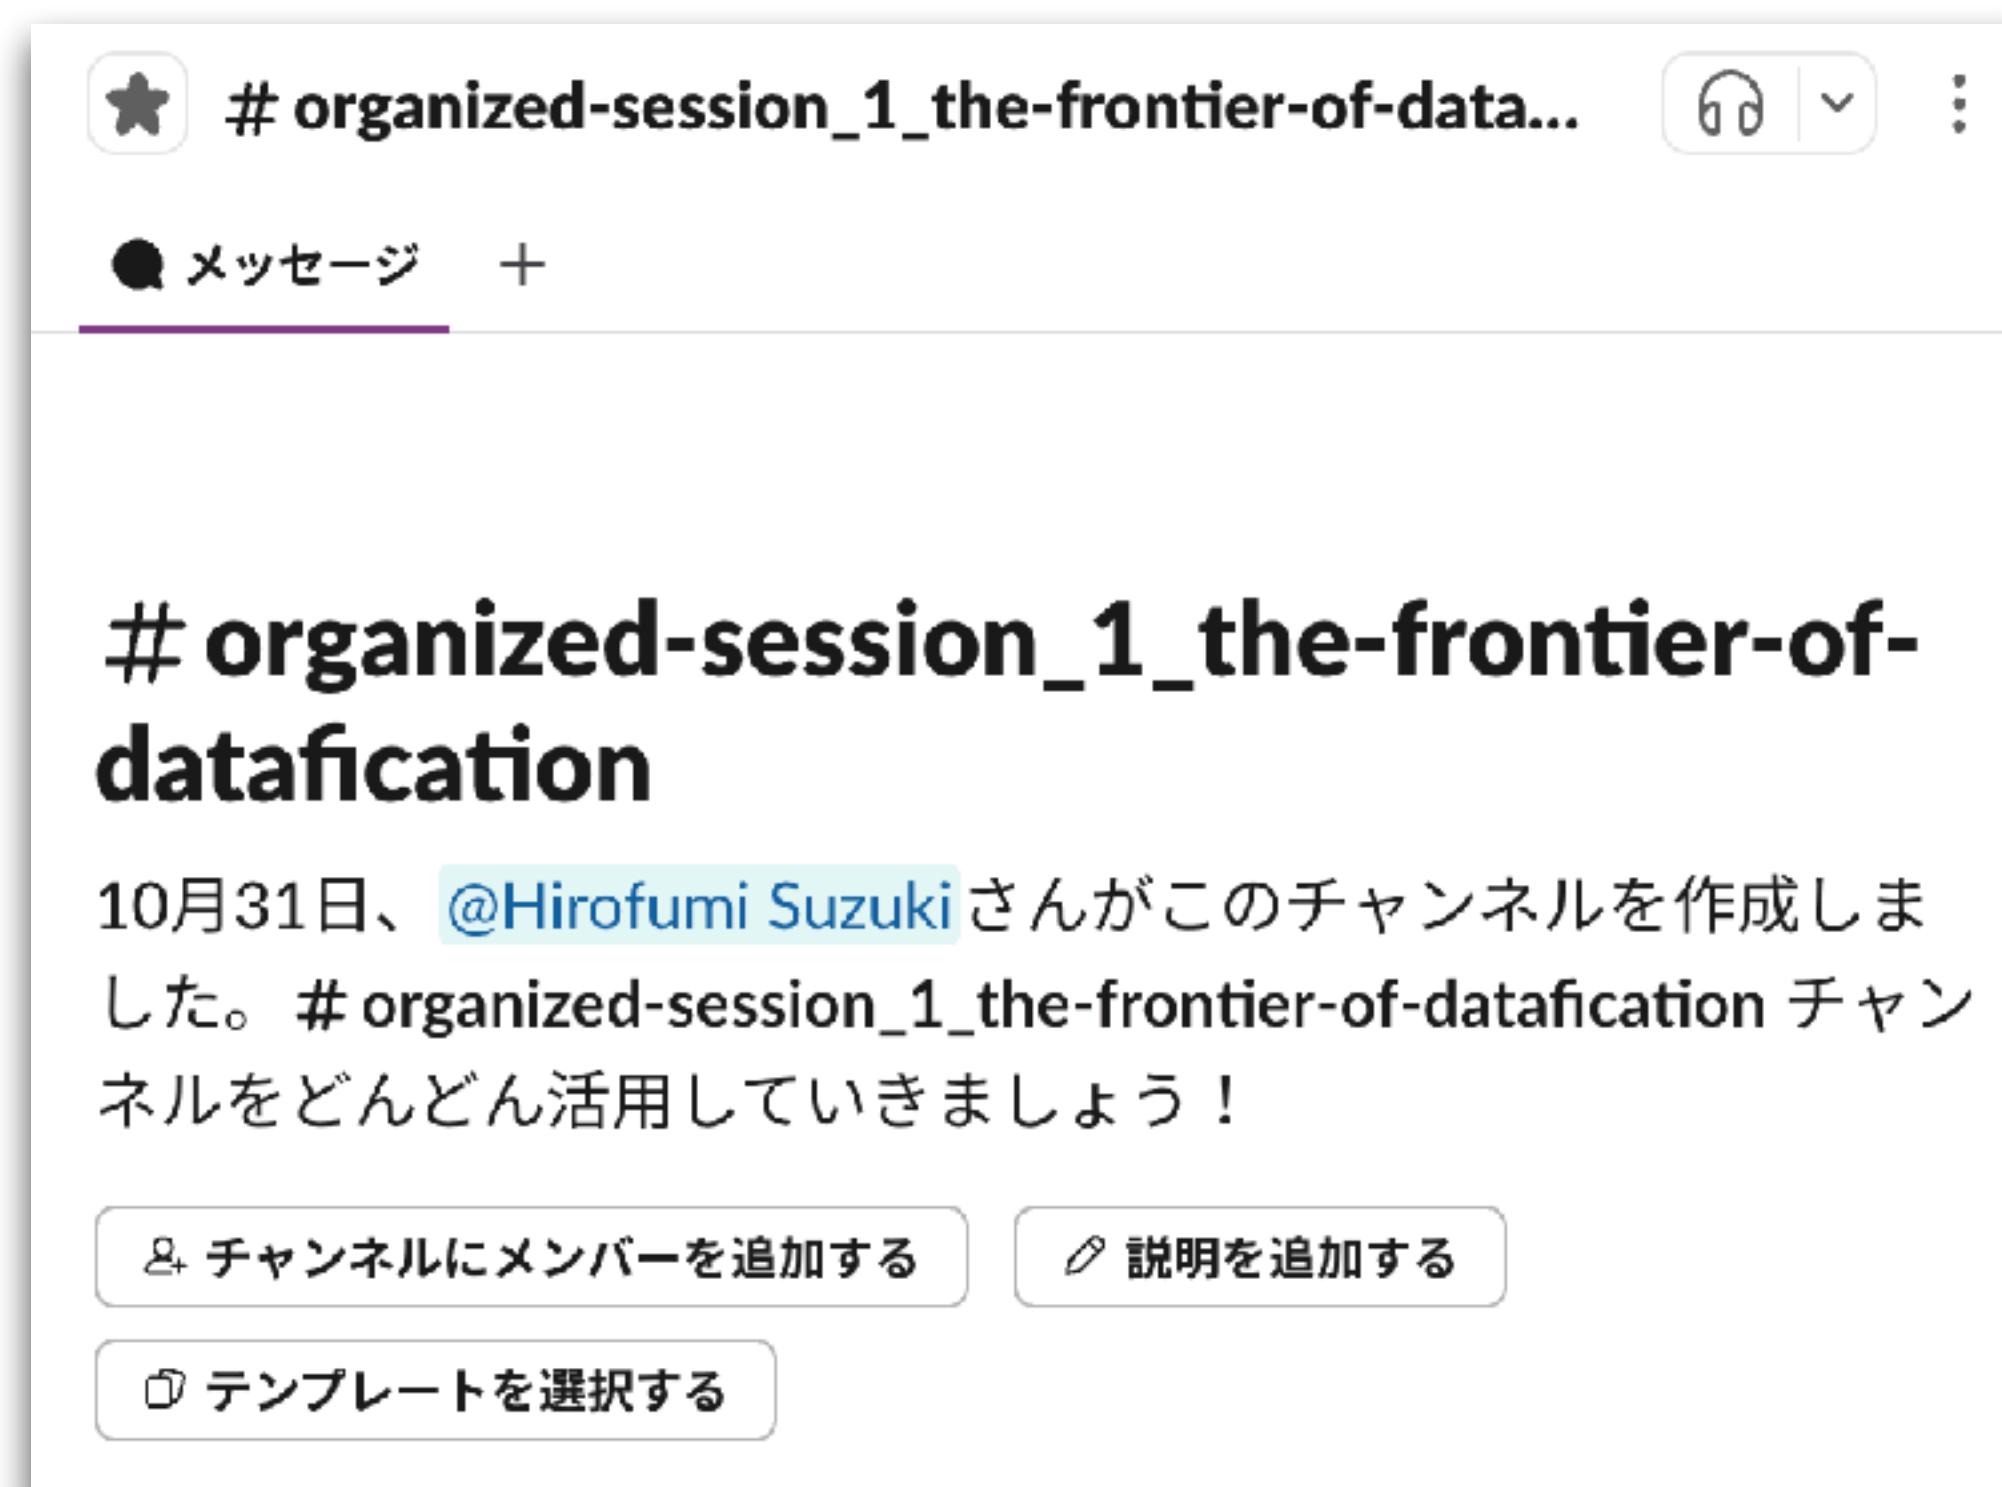 # organized-session_1_the-frontier-of-data...
メッセージ +
# organized-session_1_the-frontier-of-
datafication
10月31日、@Hirofumi Suzukiさんがこのチャンネルを作成しま
した。# organized-session_1_the-frontier-of-datafication チャン
ネルをどんどん活用していきましょう！
チャンネルにメンバーを追加する 説明を追加する
テンプレートを選択する